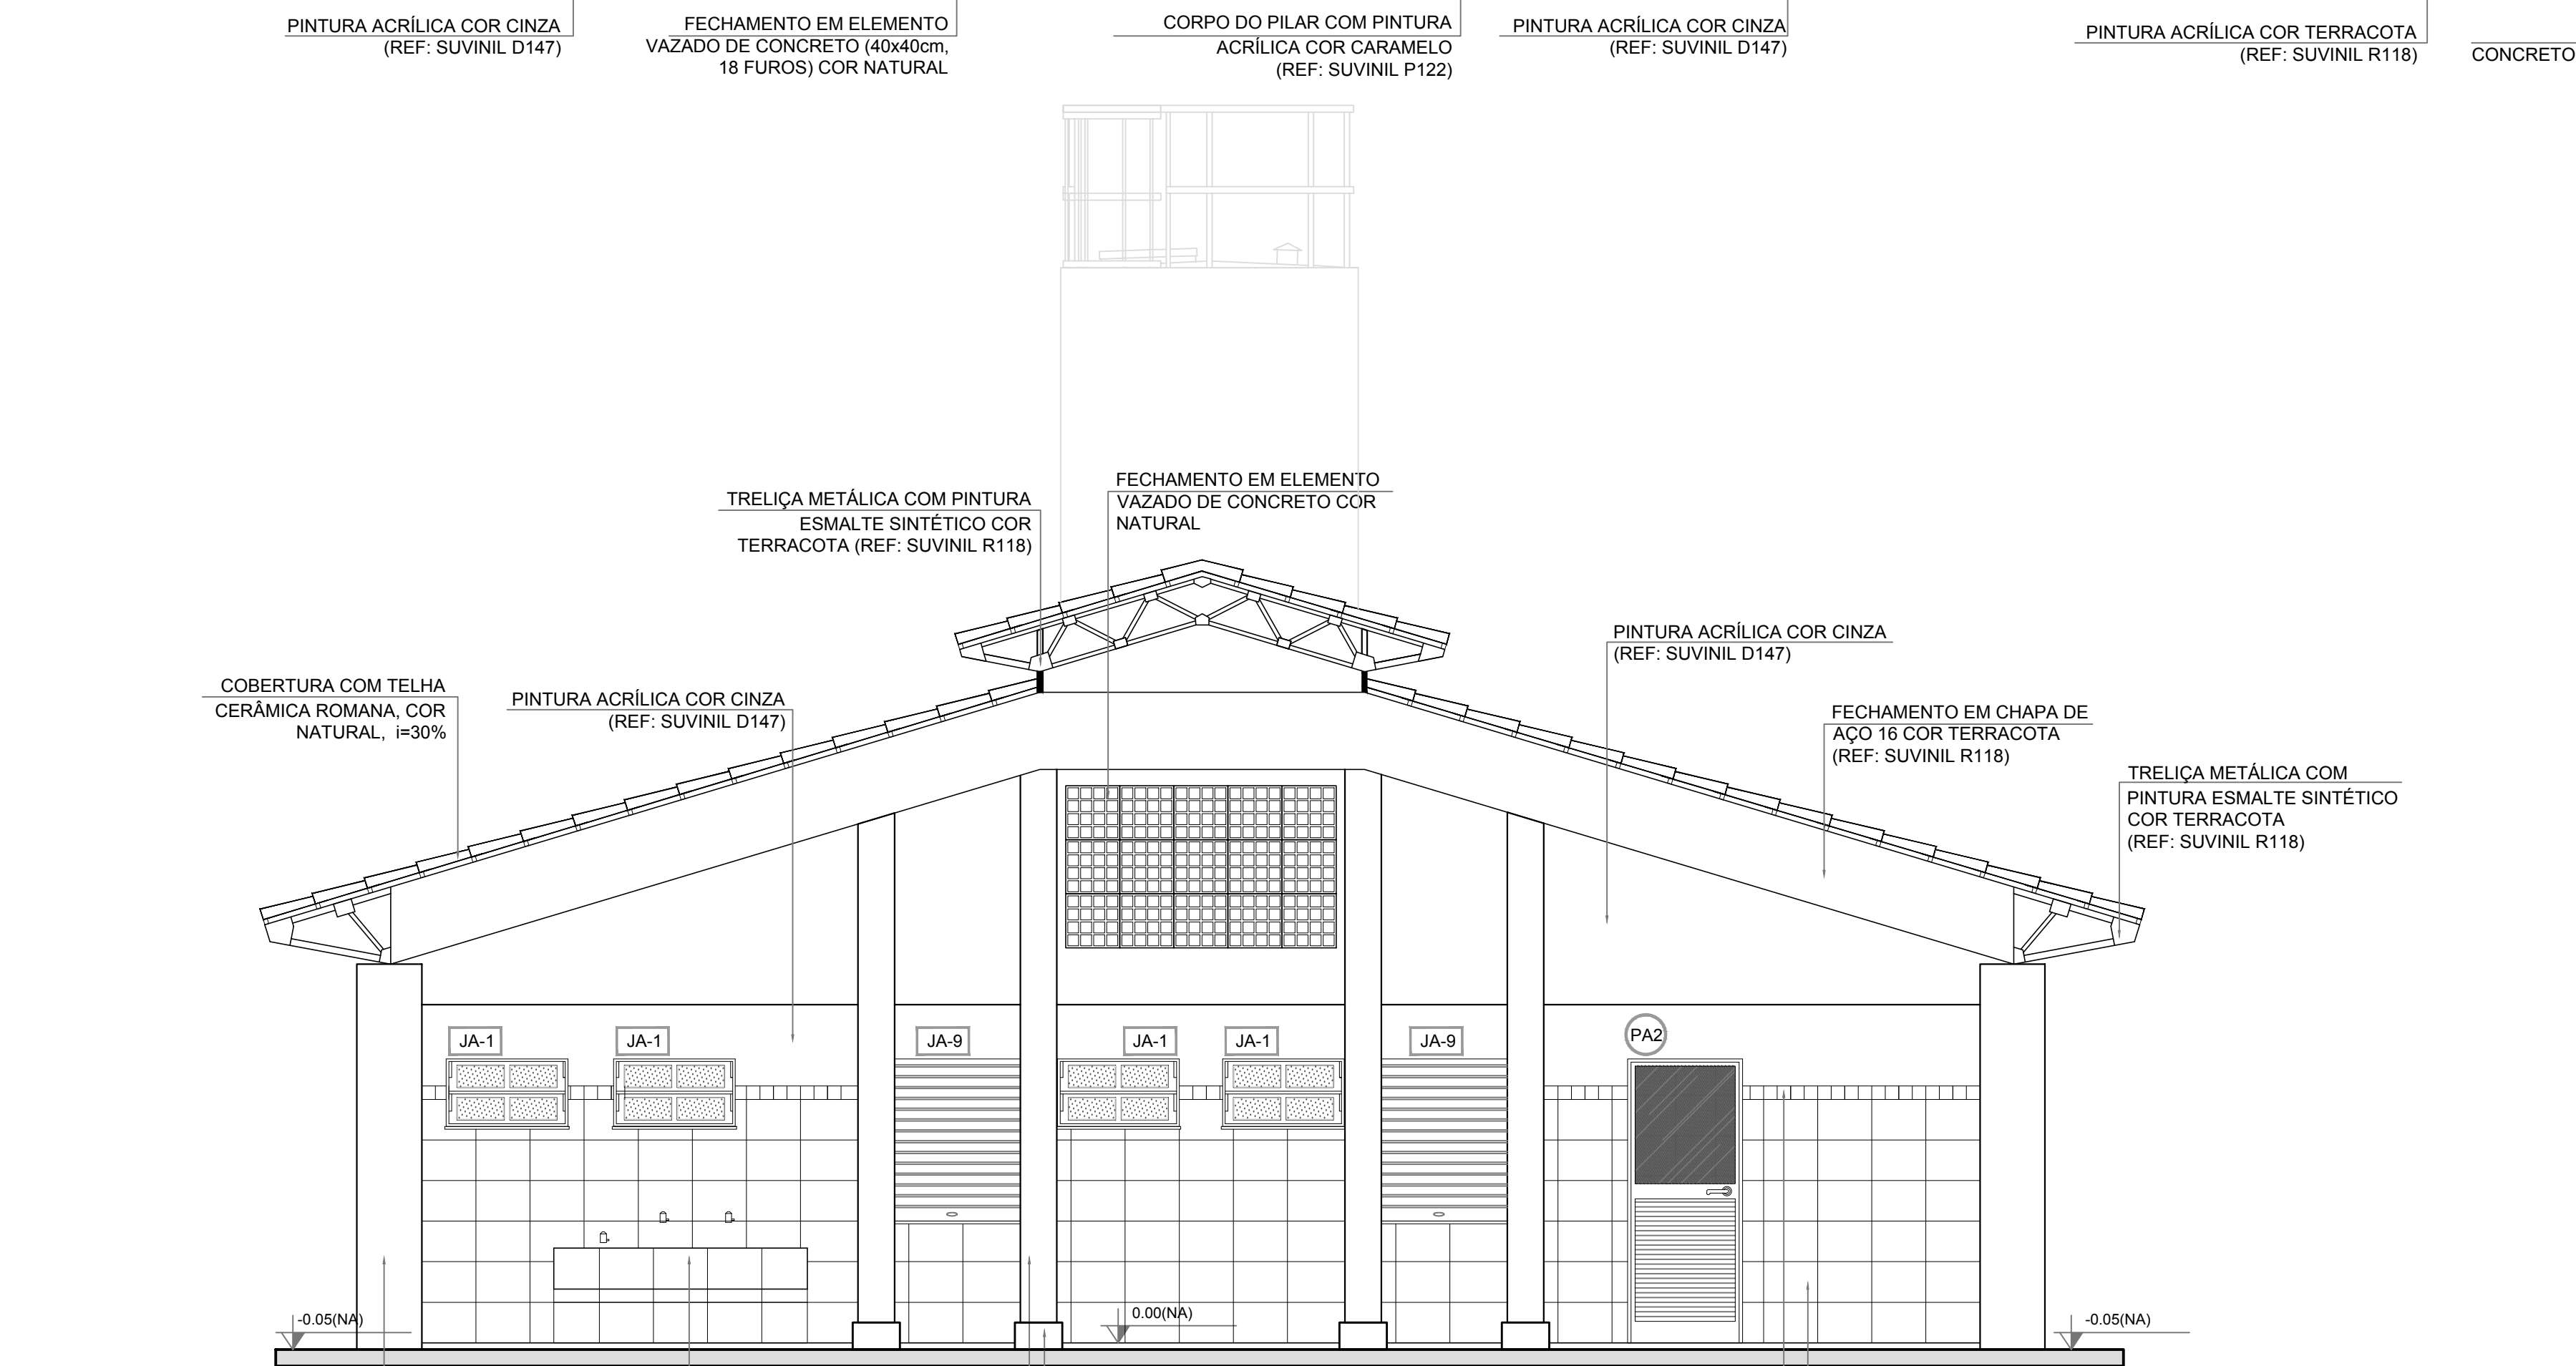 PINTURA ACRÍLICA COR CINZA
(REF: SUVINIL D147)
FECHAMENTO EM ELEMENTO
VAZADO DE CONCRETO (40x40cm,
18 FUROS) COR NATURAL
CORPO DO PILAR COM PINTURA
ACRÍLICA COR CARAMELO
(REF: SUVINIL P122)
PINTURA ACRÍLICA COR CINZA
(REF: SUVINIL D147)
PINTURA ACRÍLICA COR TERRACOTA
(REF: SUVINIL R118)
CONCRETO
TRELIÇA METÁLICA COM PINTURA
ESMALTE SINTÉTICO COR
TERRACOTA (REF: SUVINIL R118)
FECHAMENTO EM ELEMENTO
VAZADO DE CONCRETO COR
NATURAL
COBERTURA COM TELHA
CERÂMICA ROMANA, COR
NATURAL, i=30%
PINTURA ACRÍLICA COR CINZA
(REF: SUVINIL D147)
PINTURA ACRÍLICA COR CINZA
(REF: SUVINIL D147)
FECHAMENTO EM CHAPA DE
AÇO 16 COR TERRACOTA
(REF: SUVINIL R118)
TRELIÇA METÁLICA COM
PINTURA ESMALTE SINTÉTICO
COR TERRACOTA
(REF: SUVINIL R118)
JA-1
JA-1
JA-9
JA-1
JA-1
JA-9
PA2
-0.05(NA)
0.00(NA)
-0.05(NA)